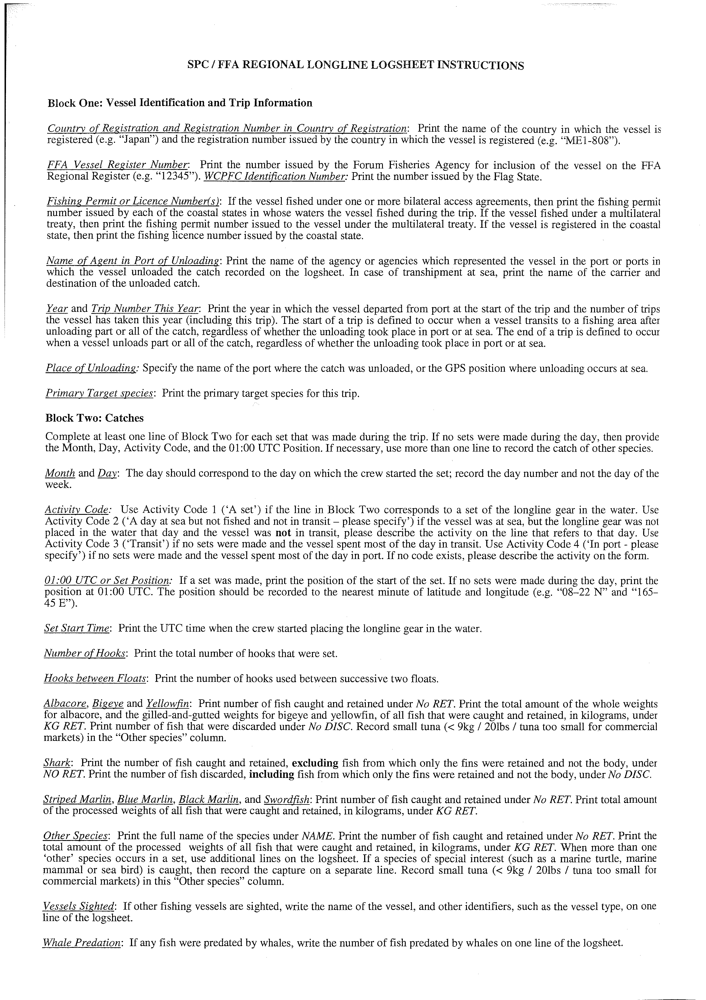 SPC / FFA REGIONAL LONGLINE LOGSHEET INSTRUCTIONS
Block One: Vessel Identification and Trip Information
Country of Registration and Registration Number in Country of Registration: Print the name of the country in which the vessel is
registered (e.g. “Japan”) and the registration number issued by the country in which the vessel is registered (e.g. “ME1-808”).
FFA Vessel Register Number: Print the number issued by the Forum Fisheries Agency for inclusion of the vessel on the FFA
Regional Register (e.g. “12345”). WCPFC Identification Number: Print the number issued by the Flag State.
Fishing Permit or Licence Number(s): If the vessel fished under one or more bilateral access agreements, then print the fishing permit
number issued by each of the coastal states in whose waters the vessel fished during the trip. If the vessel fished under a multilateral
treaty, then print the fishing permit number issued to the vessel under the multilateral treaty. If the vessel is registered in the coastal
state, then print the fishing licence number issued by the coastal state.
Name of Agent in Port of Unloading: Print the name of the agency or agencies which represented the vessel in the port or ports in
which the vessel unloaded the catch recorded on the logsheet. In case of transhipment at sea, print the name of the carrier and
destination of the unloaded catch.
Year and Trip Number This Year: Print the year in which the vessel departed from port at the start of the trip and the number of trips
the vessel has taken this year (including this trip). The start of a trip is defined to occur when a vessel transits to a fishing area after
unloading part or all of the catch, regardless of whether the unloading took place in port or at sea. The end of a trip is defined to occur
when a vessel unloads part or all of the catch, regardless of whether the unloading took place in port or at sea.
Place of Unloading: Specify the name of the port where the catch was unloaded, or the GPS position where unloading occurs at sea.
Primary Target species: Print the primary target species for this trip.
Block Two: Catches
Complete at least one line of Block Two for each set that was made during the trip. If no sets were made during the day, then provide
the Month, Day, Activity Code, and the 01:00 UTC Position. If necessary, use more than one line to record the catch of other species.
Month and Day: The day should correspond to the day on which the crew started the set; record the day number and not the day of the
week.
Activity Code: Use Activity Code 1 (‘A set’) if the line in Block Two corresponds to a set of the longline gear in the water. Use
Activity Code 2 (‘A day at sea but not fished and not in transit – please specify’) if the vessel was at sea, but the longline gear was not
placed in the water that day and the vessel was not in transit, please describe the activity on the line that refers to that day. Use
Activity Code 3 (‘Transit’) if no sets were made and the vessel spent most of the day in transit. Use Activity Code 4 (‘In port - please
specify’) if no sets were made and the vessel spent most of the day in port. If no code exists, please describe the activity on the form.
01:00 UTC or Set Position: If a set was made, print the position of the start of the set. If no sets were made during the day, print the
position at 01:00 UTC. The position should be recorded to the nearest minute of latitude and longitude (e.g. “08–22 N” and “165–
45 E”).
Set Start Time: Print the UTC time when the crew started placing the longline gear in the water.
Number of Hooks: Print the total number of hooks that were set.
Hooks between Floats: Print the number of hooks used between successive two floats.
Albacore, Bigeye and Yellowfin: Print number of fish caught and retained under No RET. Print the total amount of the whole weights
for albacore, and the gilled-and-gutted weights for bigeye and yellowfin, of all fish that were caught and retained, in kilograms, under
KG RET. Print number of fish that were discarded under No DISC. Record small tuna (< 9kg / 20lbs / tuna too small for commercial
markets) in the “Other species” column.
Shark: Print the number of fish caught and retained, excluding fish from which only the fins were retained and not the body, under
NO RET. Print the number of fish discarded, including fish from which only the fins were retained and not the body, under No DISC.
Striped Marlin, Blue Marlin, Black Marlin, and Swordfish: Print number of fish caught and retained under No RET. Print total amount
of the processed weights of all fish that were caught and retained, in kilograms, under KG RET.
Other Species: Print the full name of the species under NAME. Print the number of fish caught and retained under No RET. Print the
total amount of the processed weights of all fish that were caught and retained, in kilograms, under KG RET. When more than one
‘other’ species occurs in a set, use additional lines on the logsheet. If a species of special interest (such as a marine turtle, marine
mammal or sea bird) is caught, then record the capture on a separate line. Record small tuna (< 9kg / 20lbs / tuna too small for
commercial markets) in this “Other species” column.
Vessels Sighted: If other fishing vessels are sighted, write the name of the vessel, and other identifiers, such as the vessel type, on one
line of the logsheet.
Whale Predation: If any fish were predated by whales, write the number of fish predated by whales on one line of the logsheet.